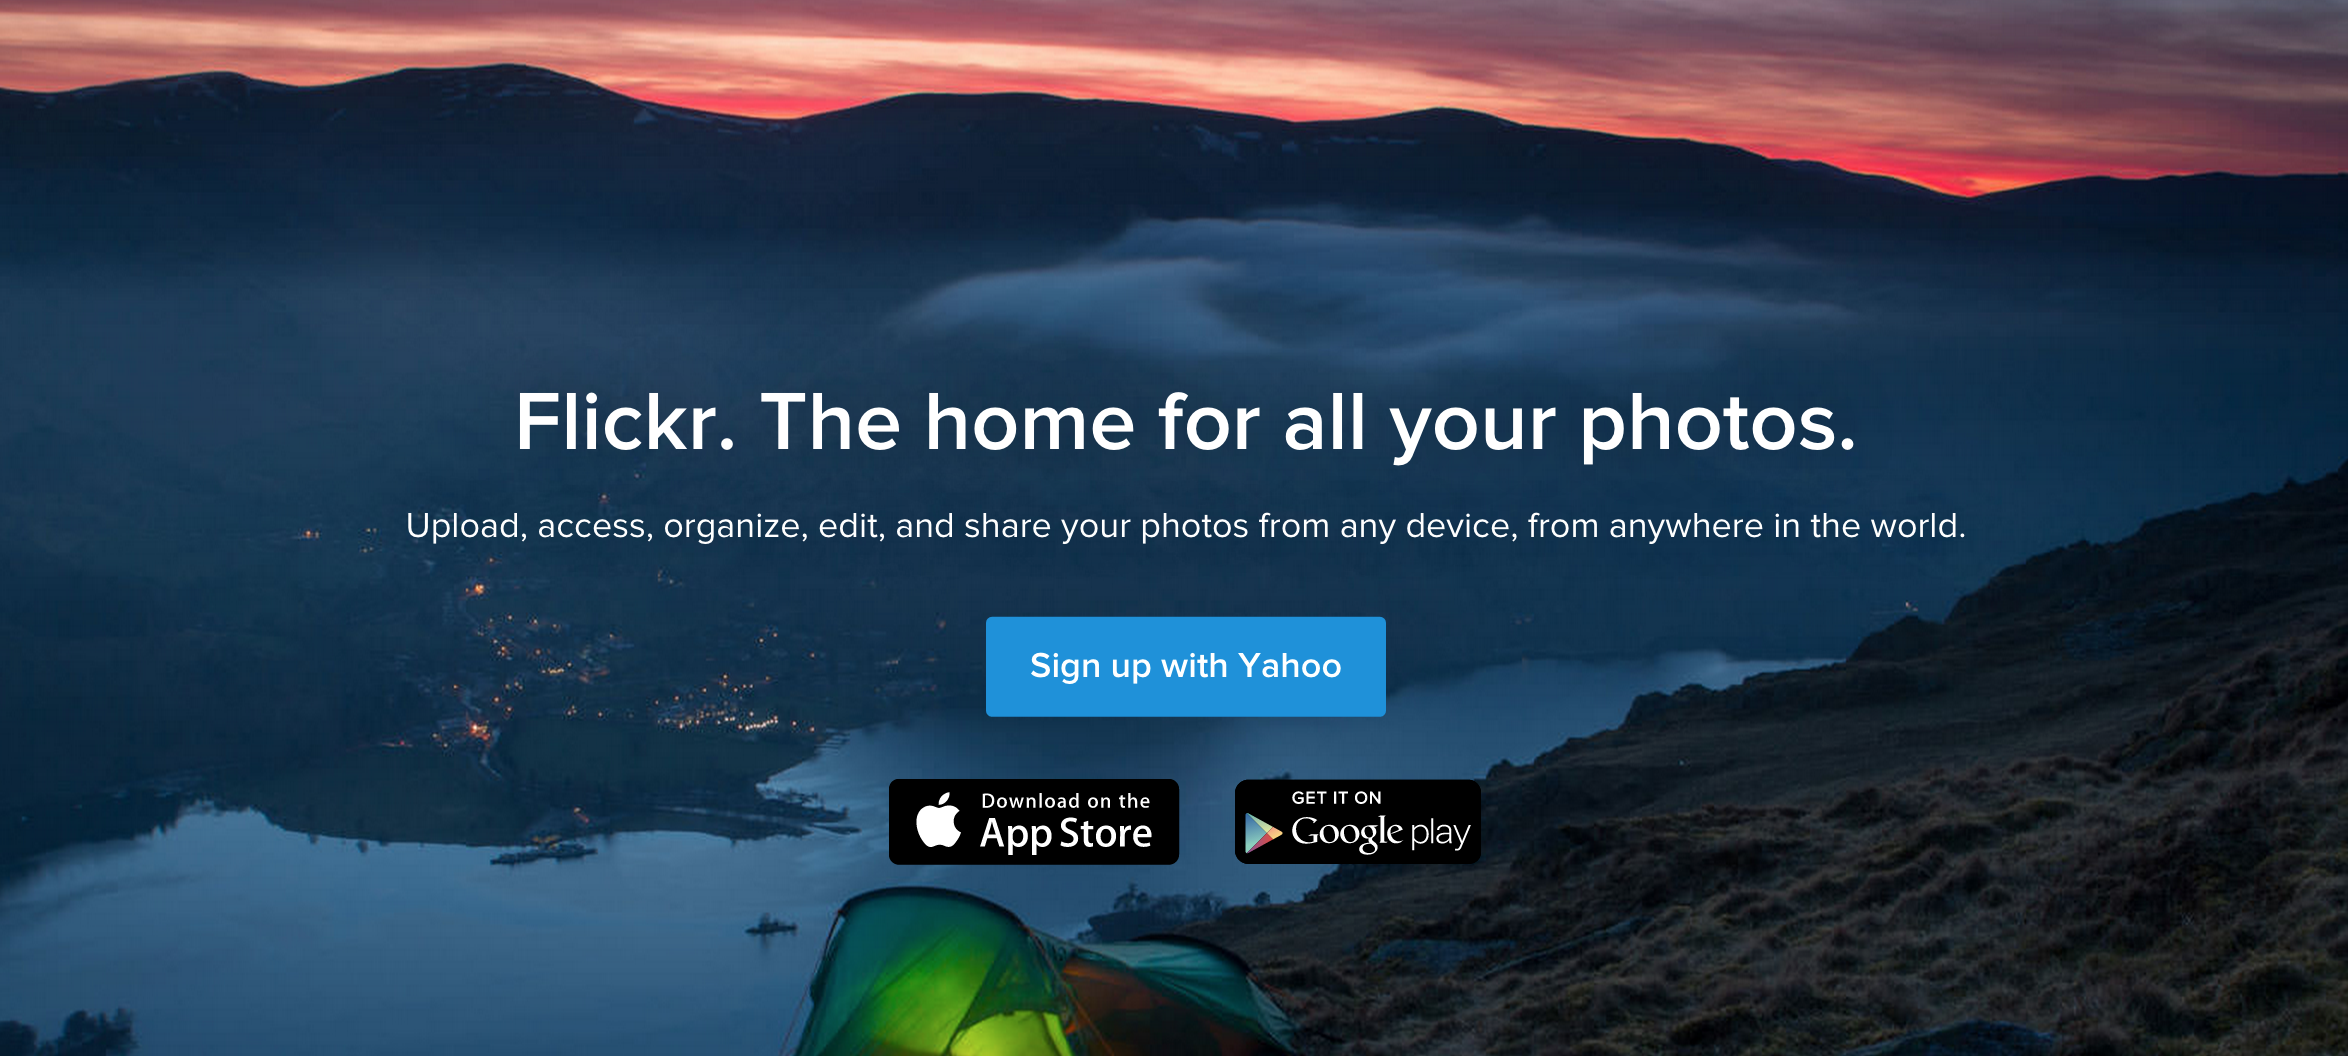 Flickr. The home for all your photos.
Upload, access, organize, edit, and share your photos from any device, from anywhere in the world.
Sign up with Yahoo
Download on the
App Store
GET IT ON
Google play